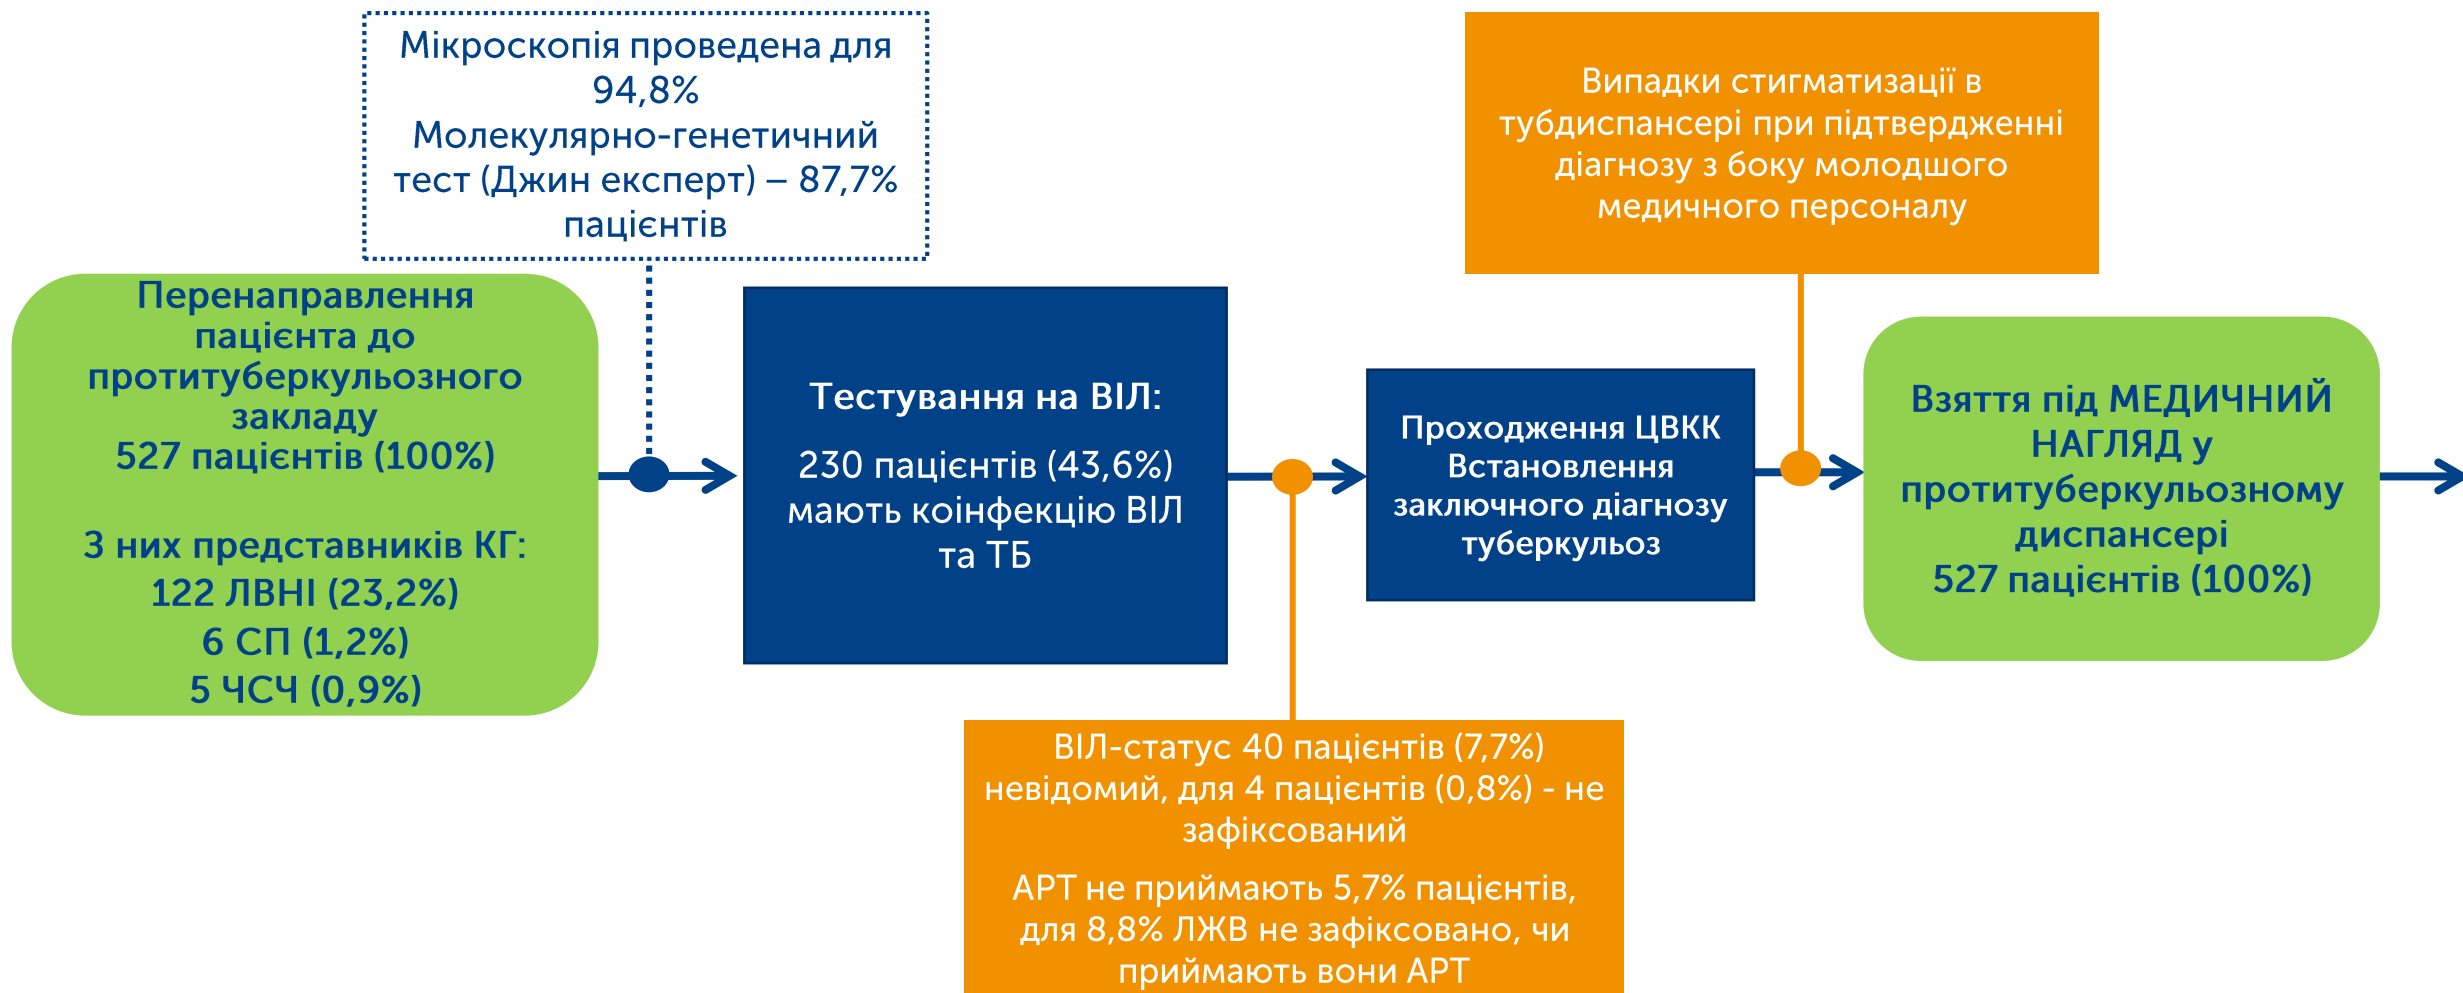 Мікроскопія проведена для
94,8%
Молекулярно-генетичний
тест (Джин експерт) – 87,7%
пацієнтів
Випадки стигматизації в
тубдиспансері при підтвердженні
діагнозу з боку молодшого
медичного персоналу
Перенаправлення
пацієнта до
протитуберкульозного
закладу
527 пацієнтів (100%)
З них представників КГ:
122 ЛВНІ (23,2%)
6 СП (1,2%)
5 ЧСЧ (0,9%)
Тестування на ВІЛ:
230 пацієнтів (43,6%)
мають коінфекцію ВІЛ
та ТБ
Проходження ЦВКК
Встановлення
заключного діагнозу
туберкульоз
Взяття під МЕДИЧНИЙ
НАГЛЯД у
протитуберкульозному
диспансері
527 пацієнтів (100%)
ВІЛ-статус 40 пацієнтів (7,7%)
невідомий, для 4 пацієнтів (0,8%) - не
зафіксований
АРТ не приймають 5,7% пацієнтів,
для 8,8% ЛЖВ не зафіксовано, чи
приймають вони АРТ